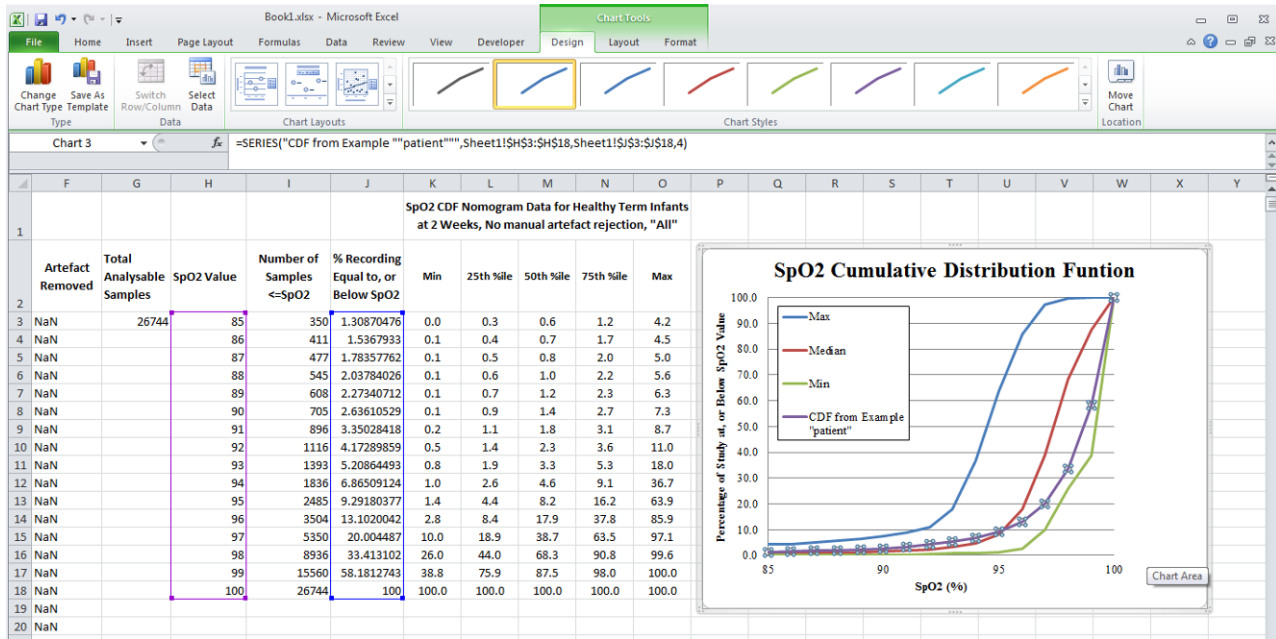 Book1.xlsx - Microsoft Excel
Chart Tools
File Home Insert Page Layout Formulas Data Review View Developer Design Layout Format
Change Chart Type
Save As Template
Switch Row/Column
Select Data
Move Chart
Type Data Chart Layouts Chart Styles Location
Chart 3
fx =SERIES("CDF from Example ""patient""",Sheet1!$H$3:$H$18,Sheet1!$J$3:$J$18,4)
F G H I J K L M N O P Q R S T U V W X Y
SpO2 CDF Nomogram Data for Healthy Term Infants
at 2 Weeks, No manual artefact rejection, "All"
1
Artefact Removed
Total Analysable Samples
SpO2 Value
Number of Samples <=SpO2
% Recording Equal to, or Below SpO2
Min 25th %ile 50th %ile 75th %ile Max
2
3 NaN 26744 85 350 1.30870476 0.0 0.3 0.6 1.2 4.2
4 NaN 86 411 1.5367933 0.1 0.4 0.7 1.7 4.5
5 NaN 87 477 1.78357762 0.1 0.5 0.8 2.0 5.0
6 NaN 88 545 2.03784026 0.1 0.6 1.0 2.2 5.6
7 NaN 89 608 2.27340712 0.1 0.7 1.2 2.3 6.3
8 NaN 90 705 2.63610529 0.1 0.9 1.4 2.7 7.3
9 NaN 91 896 3.35028418 0.2 1.1 1.8 3.1 8.7
10 NaN 92 1116 4.17289859 0.5 1.4 2.3 3.6 11.0
11 NaN 93 1393 5.20864493 0.8 1.9 3.3 5.3 18.0
12 NaN 94 1836 6.86509124 1.0 2.6 4.6 9.1 36.7
13 NaN 95 2485 9.29180377 1.4 4.4 8.2 16.2 63.9
14 NaN 96 3504 13.1020042 2.8 8.4 17.9 37.8 85.9
15 NaN 97 5350 20.004487 10.0 18.9 38.7 63.5 97.1
16 NaN 98 8936 33.413102 26.0 44.0 68.3 90.8 99.6
17 NaN 99 15560 58.1812743 38.8 75.9 87.5 98.0 100.0
18 NaN 100 26744 100 100.0 100.0 100.0 100.0 100.0
19 NaN
20 NaN
SpO2 Cumulative Distribution Funtion
Percentage of Study at, or Below SpO2 Value
100.0
90.0
80.0
70.0
60.0
50.0
40.0
30.0
20.0
10.0
0.0
Max
Median
Min
CDF from Example
"patient"
85 90 95 100
SpO2 (%)
Chart Area